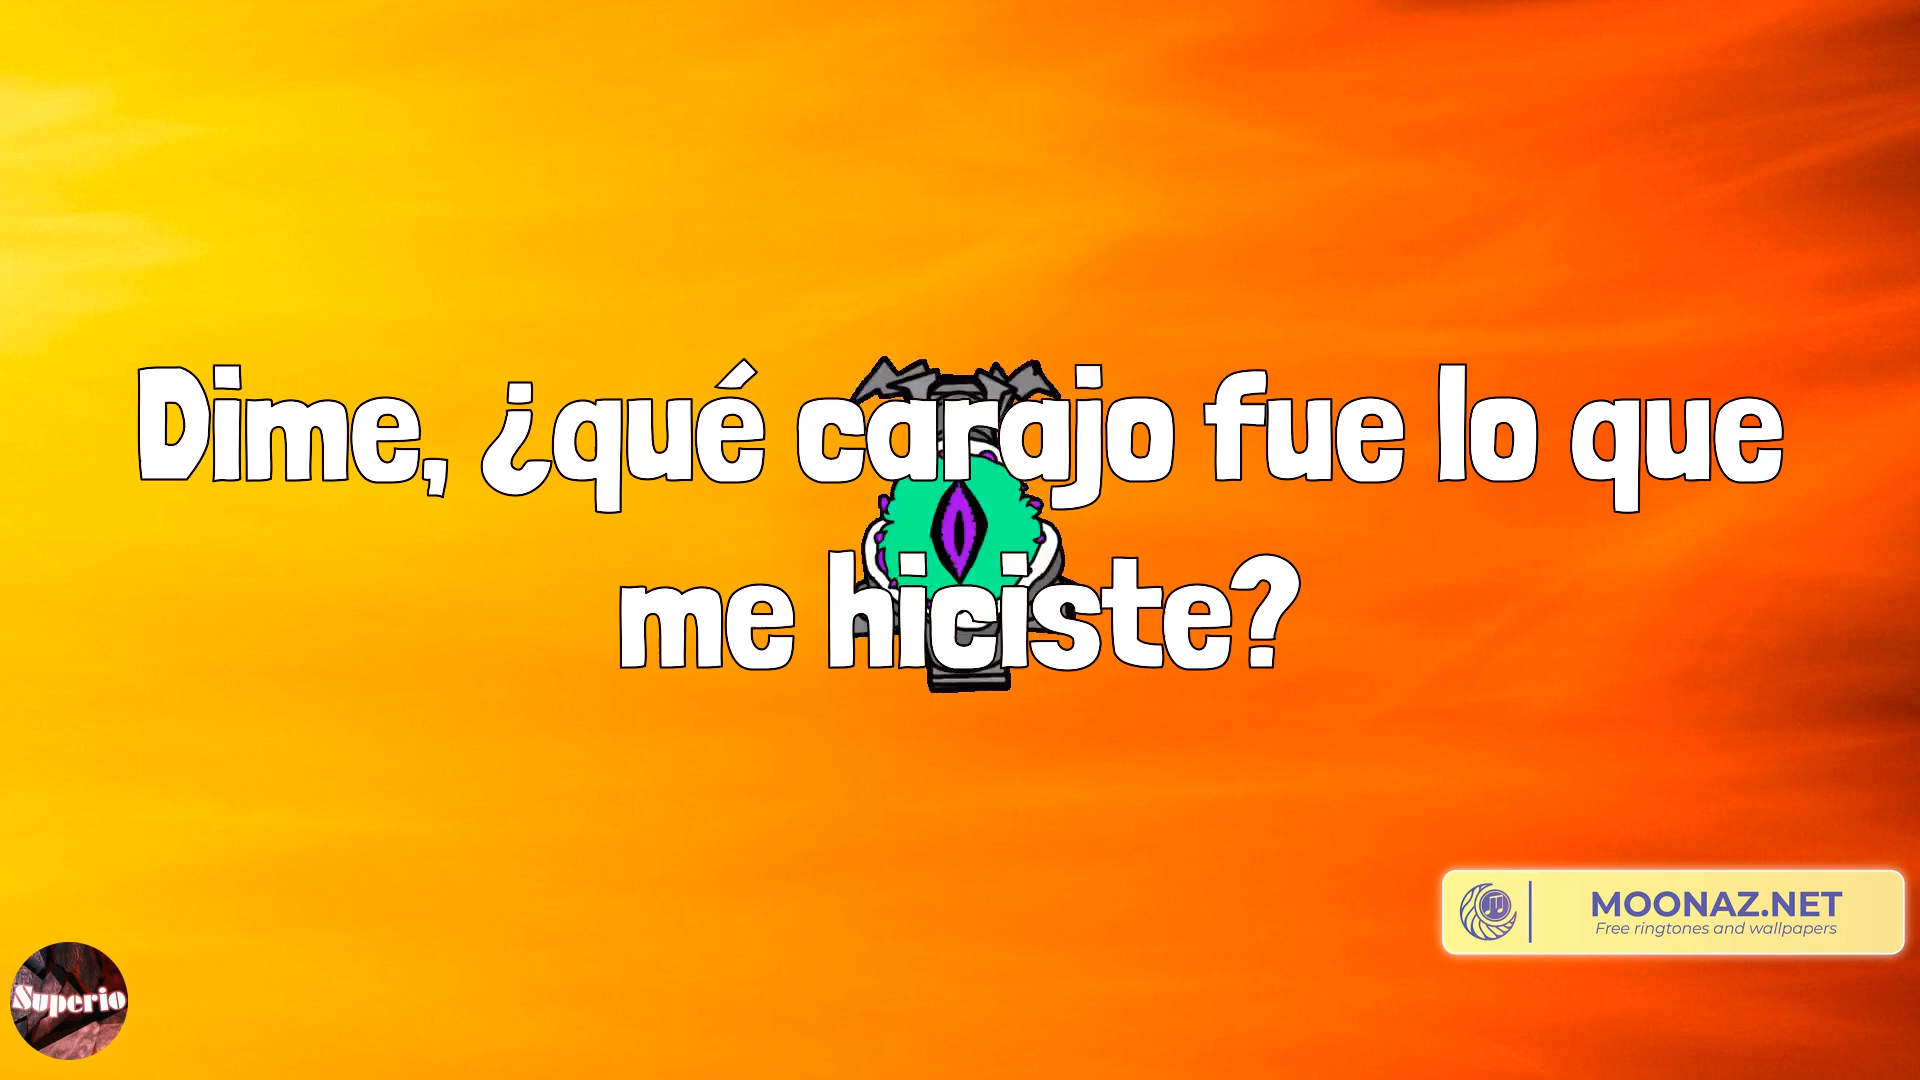 Dime, ¿qué carajo fue lo que
me hiciste?
MOONAZ.NET
Free ringtones and wallpapers
Superio